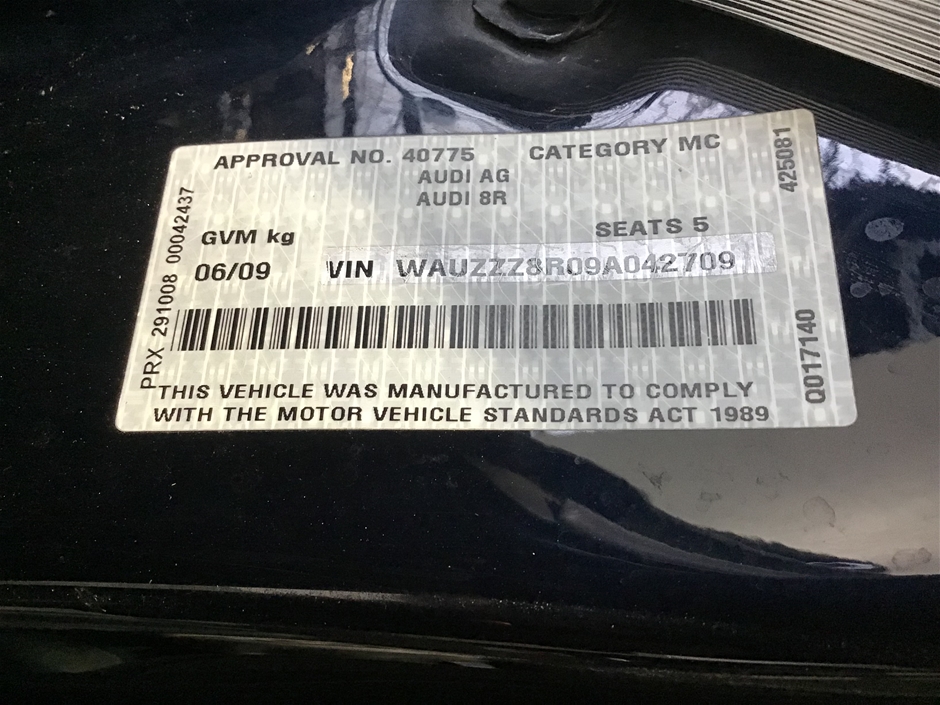 APPROVAL NO. 40775 CATEGORY MC
AUDI AG
AUDI 8R
GVM kg SEATS 5
06/09 VIN WAUZZZ8R09A042709
THIS VEHICLE WAS MANUFACTURED TO COMPLY
WITH THE MOTOR VEHICLE STANDARDS ACT 1989
PRX 291008 00042437
425081
Q017140